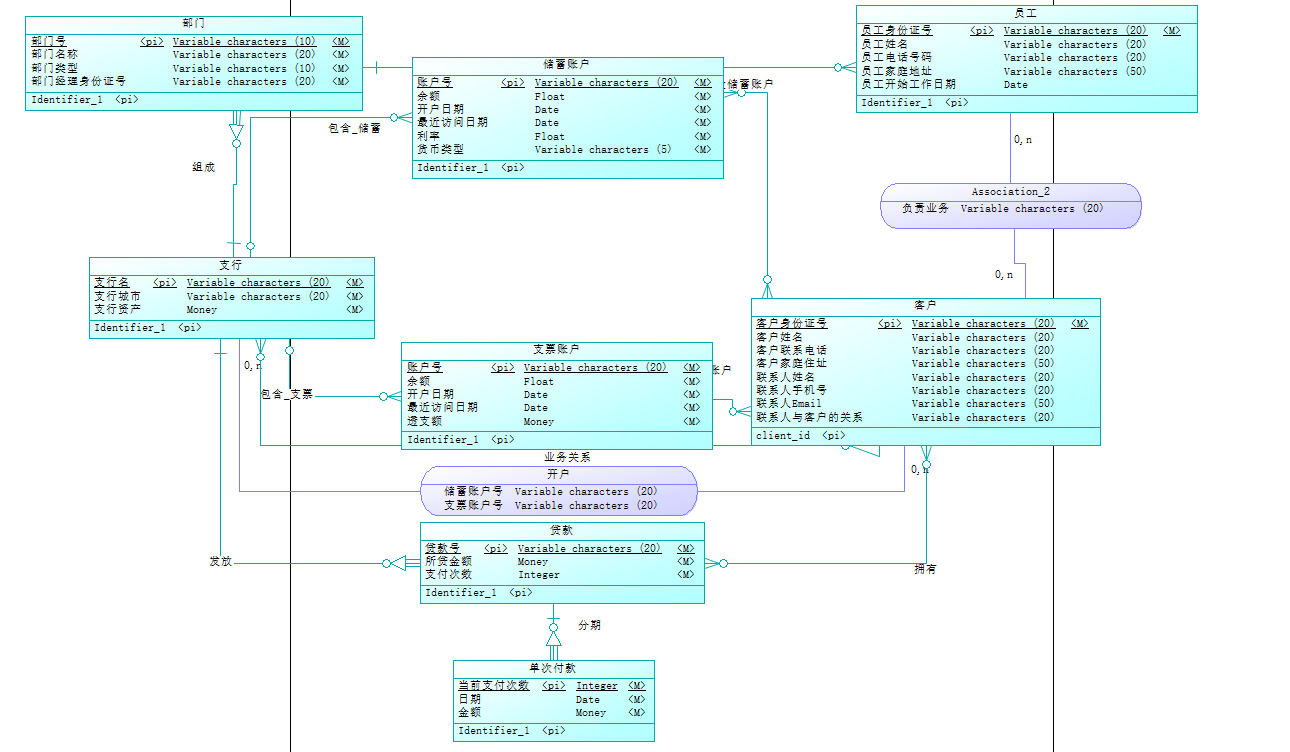 部门
部门号 <pi> Variable characters (10) <M>
部门名称 Variable characters (20) <M>
部门类型 Variable characters (10) <M>
部门经理身份证号 Variable characters (20) <M>
Identifier_1 <pi>
员工
员工身份证号 <pi> Variable characters (20) <M>
员工姓名 Variable characters (20)
员工电话号码 Variable characters (20)
员工家庭地址 Variable characters (50)
员工开始工作日期 Date
Identifier_1 <pi>
储蓄账户
账户号 <pi> Variable characters (20) <M>
余额 Float <M>
开户日期 Date <M>
最近访问日期 Date <M>
利率 Float <M>
货币类型 Variable characters (5) <M>
Identifier_1 <pi>
储蓄账户
包含_储蓄
组成
0,n
Association_2
负责业务 Variable characters (20)
0,n
支行
支行名 <pi> Variable characters (20) <M>
支行城市 Variable characters (20) <M>
支行资产 Money <M>
Identifier_1 <pi>
客户
客户身份证号 <pi> Variable characters (20) <M>
客户姓名 Variable characters (20)
客户联系电话 Variable characters (20)
客户家庭住址 Variable characters (50)
联系人姓名 Variable characters (20)
联系人手机号 Variable characters (20)
联系人Email Variable characters (50)
联系人与客户的关系 Variable characters (20)
client_id <pi>
支票账户
账户号 <pi> Variable characters (20) <M>
余额 Float <M>
开户日期 Date <M>
最近访问日期 Date <M>
透支额 Money <M>
Identifier_1 <pi>
账户
0,n
包含_支票
业务关系
开户
储蓄账户号 Variable characters (20)
支票账户号 Variable characters (20)
0,n
贷款
贷款号 <pi> Variable characters (20) <M>
所贷金额 Money <M>
支付次数 Integer <M>
Identifier_1 <pi>
发放
拥有
分期
单次付款
当前支付次数 <pi> Integer <M>
日期 Date <M>
金额 Money <M>
Identifier_1 <pi>